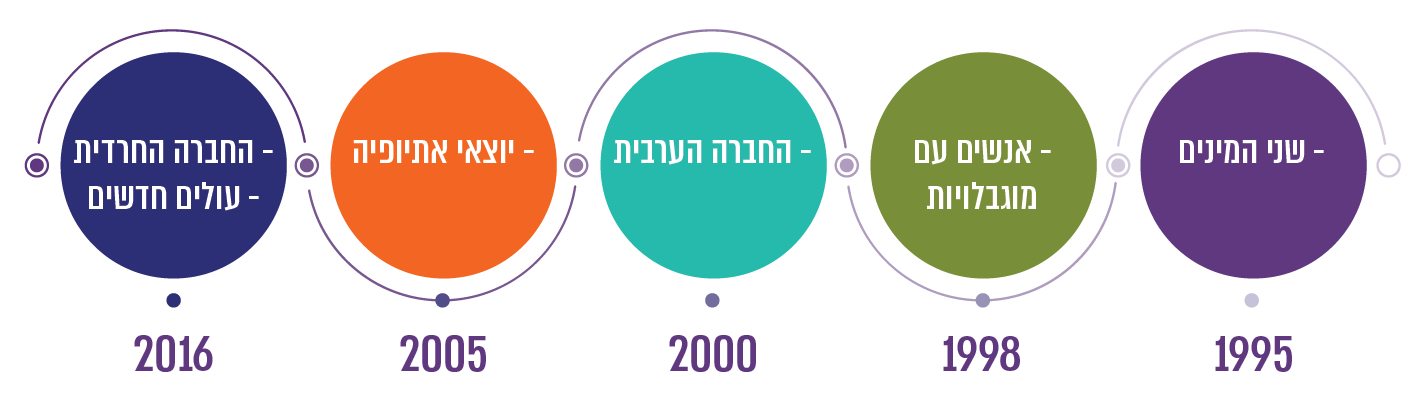 - שני המינים
1995
- אנשים עם
מוגבלויות
1998
- החברה הערבית
2000
- יוצאי אתיופיה
2005
- החברה החרדית
- עולים חדשים
2016